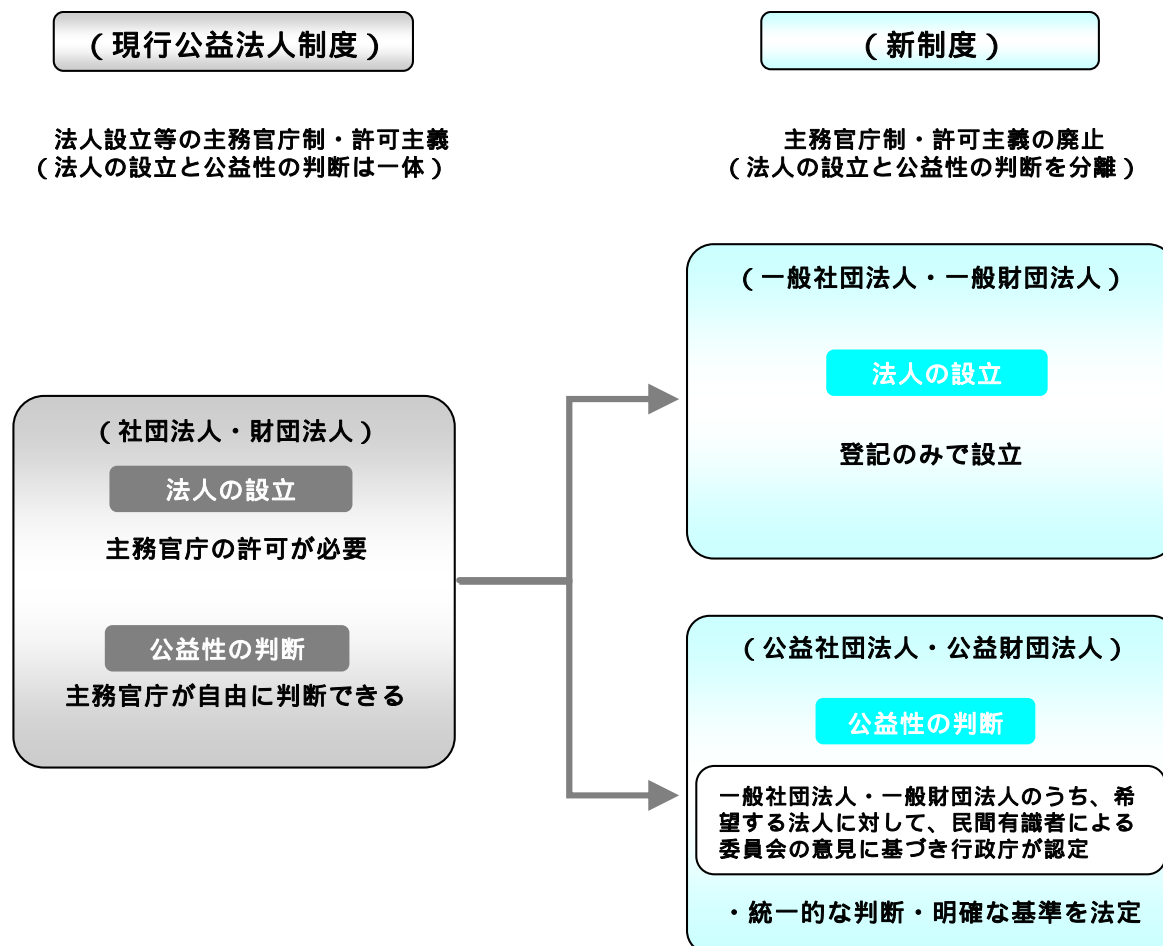 （現行公益法人制度）
法人設立等の主務官庁制・許可主義
（法人の設立と公益性の判断は一体）
（社団法人・財団法人）
法人の設立
主務官庁の許可が必要
公益性の判断
主務官庁が自由に判断できる
（新制度）
主務官庁制・許可主義の廃止
（法人の設立と公益性の判断を分離）
（一般社団法人・一般財団法人）
法人の設立
登記のみで設立
（公益社団法人・公益財団法人）
公益性の判断
一般社団法人・一般財団法人のうち、希
望する法人に対して、民間有識者による
委員会の意見に基づき行政庁が認定
・統一的な判断・明確な基準を法定